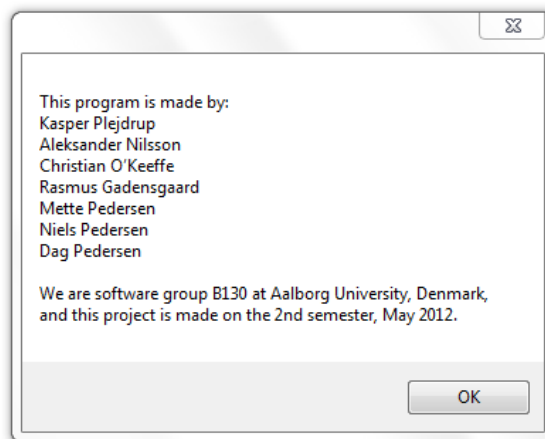 This program is made by:
Kasper Plejdrup
Aleksander Nilsson
Christian O'Keeffe
Rasmus Gadensgaard
Mette Pedersen
Niels Pedersen
Dag Pedersen
We are software group B130 at Aalborg University, Denmark,
and this project is made on the 2nd semester, May 2012.
OK